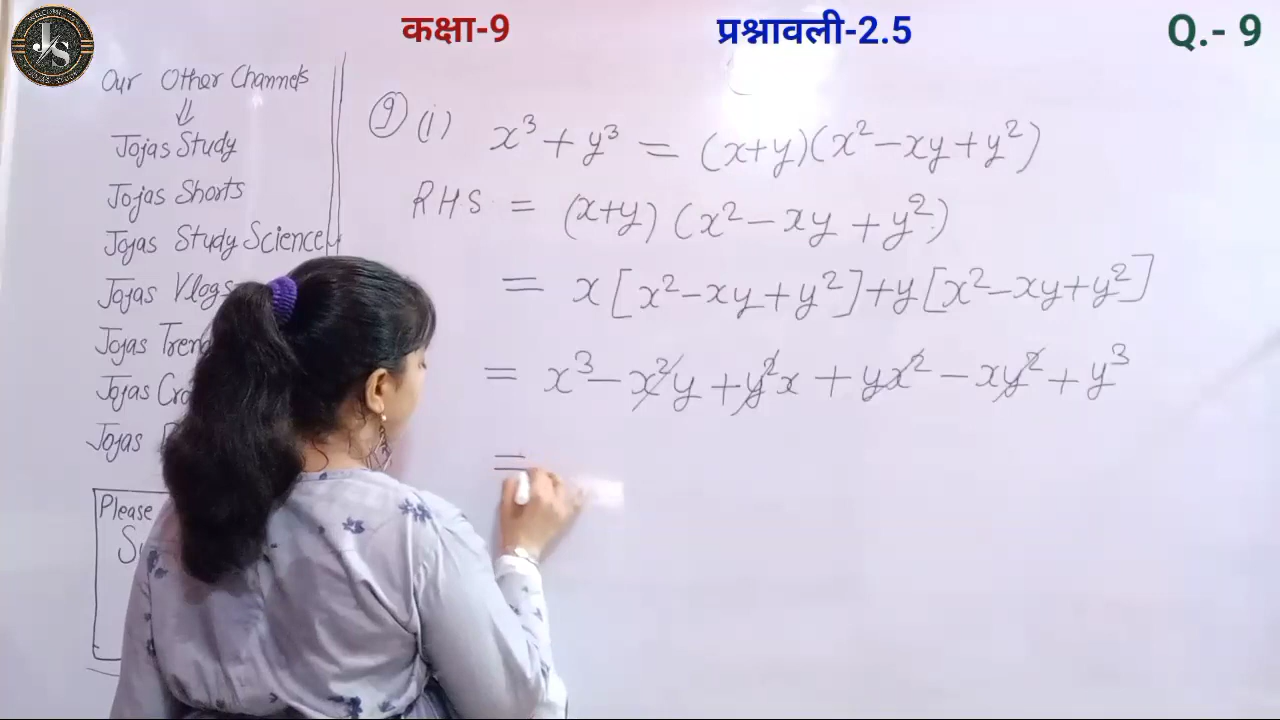 कक्षा-9
प्रश्नावली-2.5
Q.- 9
J/S
Our Other Channels
⇓
Jojas Study
Jojas Shorts
Jojas Study Science
Jojas Vlogs
Jojas
Jojas
Jojas
Please
9 (i) x³ + y³ = (x+y)(x² – xy + y²)
RHS = (x+y) (x² – xy + y²)
= x[x² – xy + y²] + y[x² – xy + y²]
= x³ – x²y + y²x + yx² – xy² + y³
=